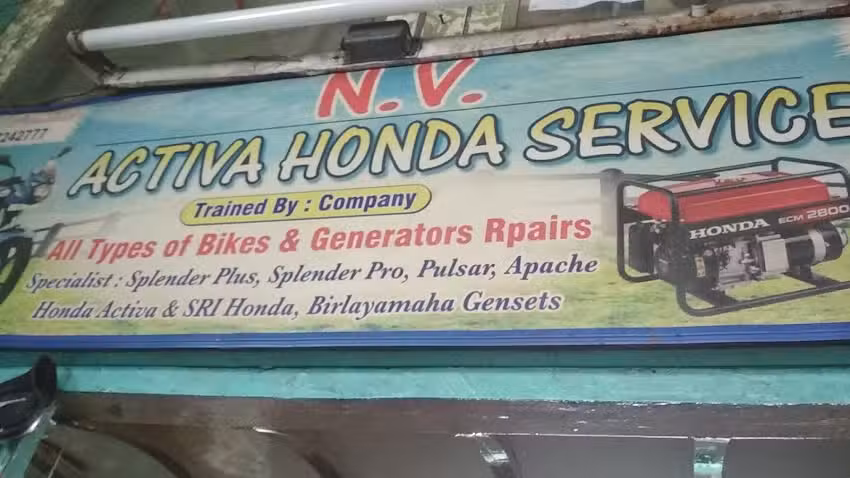 N.V.
242777
ACTIVA HONDA SERVICE
Trained By : Company
All Types of Bikes & Generators Rpairs
Specialist : Splender Plus, Splender Pro, Pulsar, Apache
Honda Activa & SRI Honda, Birlayamaha Gensets
HONDA ECM 2800